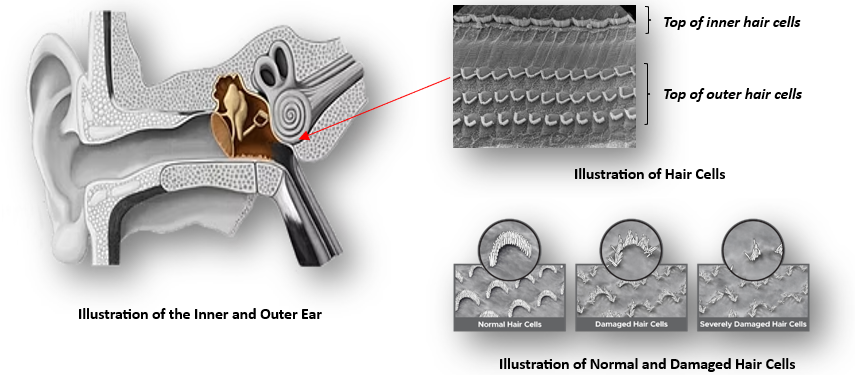 Top of inner hair cells
Top of outer hair cells
Illustration of Hair Cells
Normal Hair Cells
Damaged Hair Cells
Severely Damaged Hair Cells
Illustration of the Inner and Outer Ear
Illustration of Normal and Damaged Hair Cells